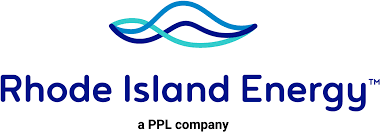 Rhode Island Energy™
a PPL company